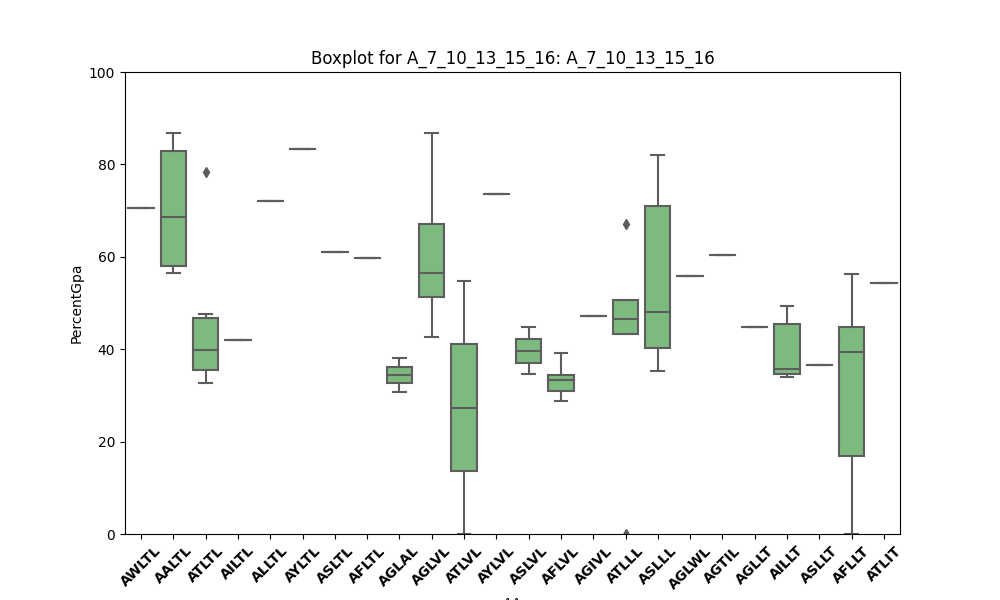 Boxplot for A_7_10_13_15_16: A_7_10_13_15_16
PercentGpa
100
80
60
40
20
0
AWLTL
AALTL
ATLTL
AILTL
ALLTL
AYLTL
ASLTL
AFLTL
AGLAL
AGLVL
ATLVL
AYLVL
ASLVL
AFLVL
AGIVL
ATLLL
ASLLL
AGLWL
AGTIL
AGLLT
AILLT
ASLLT
AFLLT
ATLIT